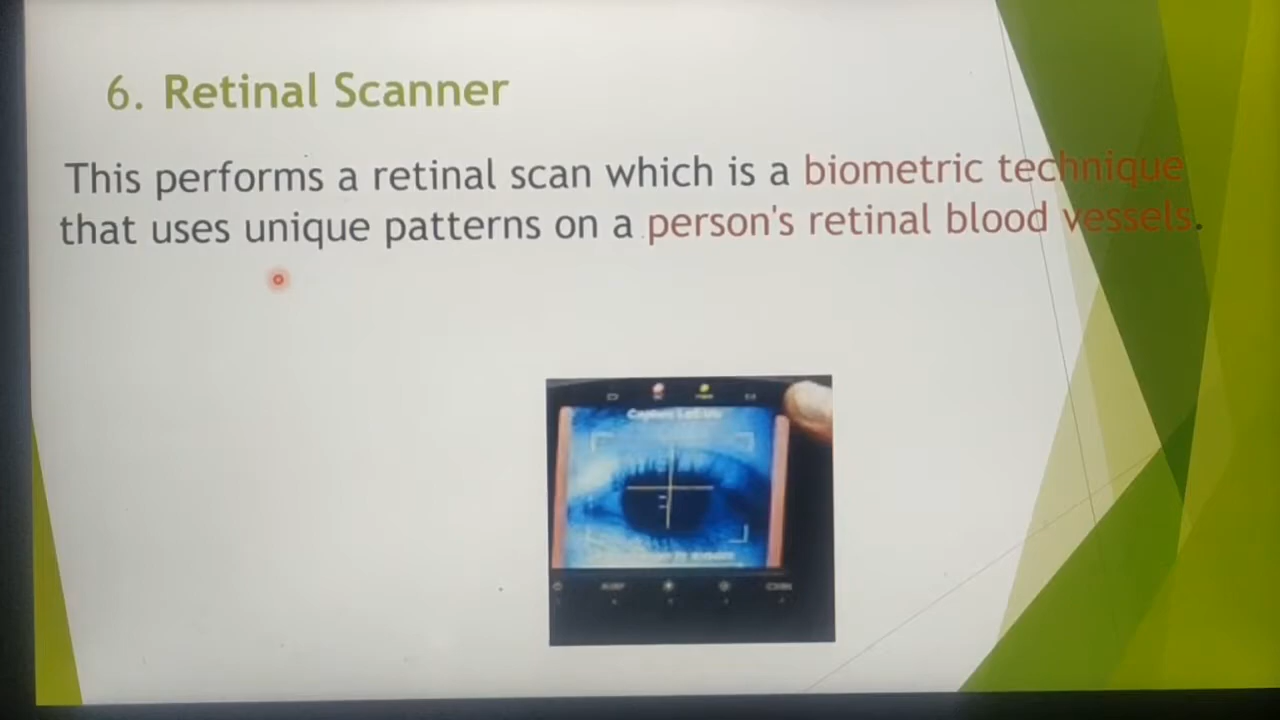 6. Retinal Scanner
This performs a retinal scan which is a biometric technique
that uses unique patterns on a person's retinal blood vessels.